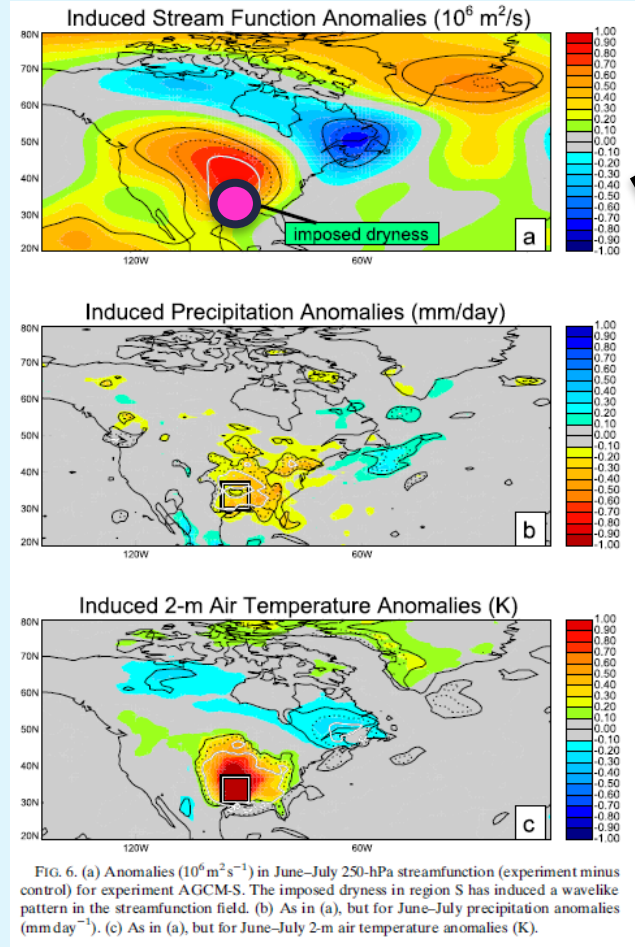 Induced Stream Function Anomalies (10⁶ m²/s)
80N
70N
60N
50N
40N
30N
20N
120W
60W
imposed dryness
a
1.00
0.90
0.80
0.70
0.60
0.50
0.40
0.30
0.20
0.10
0.00
-0.10
-0.20
-0.30
-0.40
-0.50
-0.60
-0.70
-0.80
-0.90
-1.00
Induced Precipitation Anomalies (mm/day)
80N
70N
60N
50N
40N
30N
20N
120W
60W
b
1.00
0.90
0.80
0.70
0.60
0.50
0.40
0.30
0.20
0.10
0.00
-0.10
-0.20
-0.30
-0.40
-0.50
-0.60
-0.70
-0.80
-0.90
-1.00
Induced 2-m Air Temperature Anomalies (K)
80N
70N
60N
50N
40N
30N
20N
120W
60W
c
1.00
0.90
0.80
0.70
0.60
0.50
0.40
0.30
0.20
0.10
0.00
-0.10
-0.20
-0.30
-0.40
-0.50
-0.60
-0.70
-0.80
-0.90
-1.00
FIG. 6. (a) Anomalies (10⁶ m² s⁻¹) in June–July 250-hPa streamfunction (experiment minus
control) for experiment AGCM-S. The imposed dryness in region S has induced a wavelike
pattern in the streamfunction field. (b) As in (a), but for June–July precipitation anomalies
(mm day⁻¹). (c) As in (a), but for June–July 2-m air temperature anomalies (K).